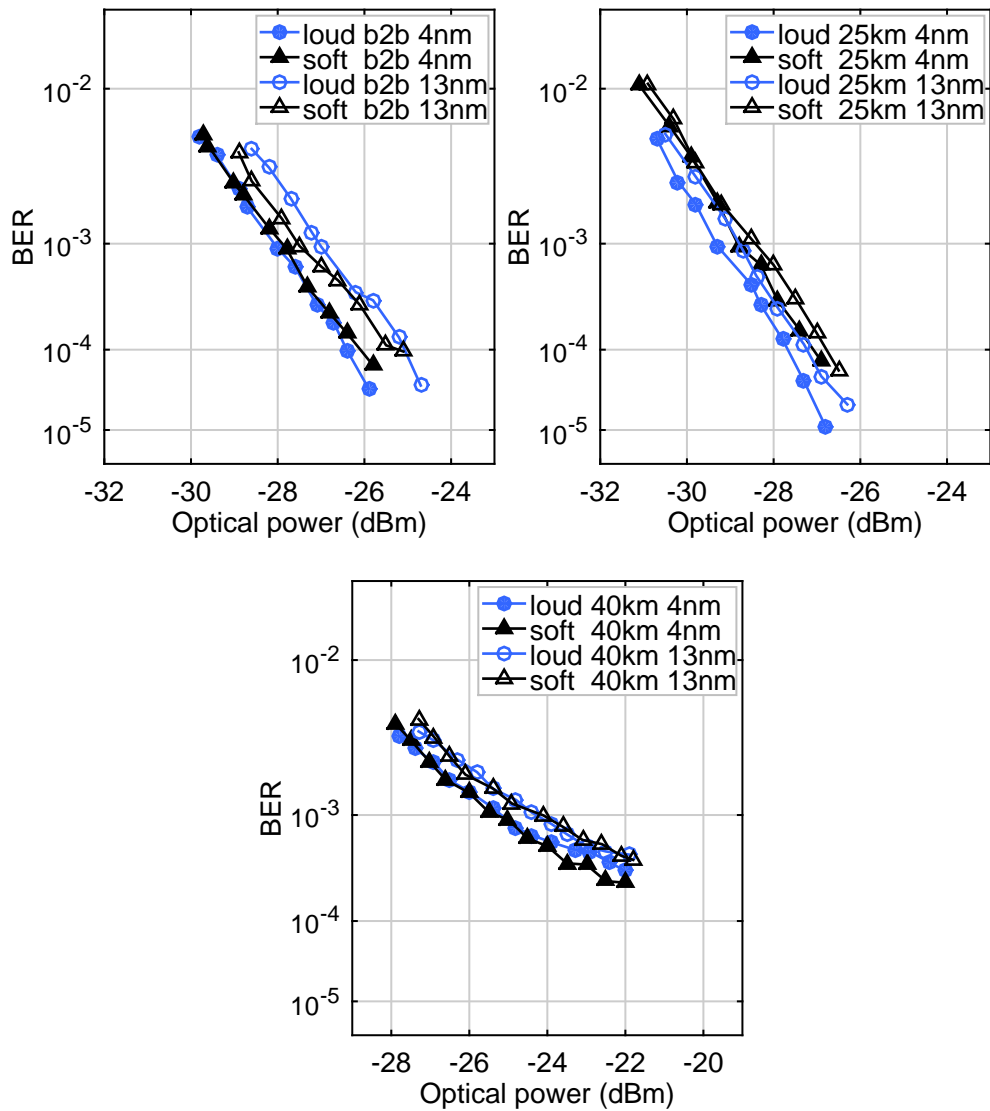 loud b2b 4nm
soft b2b 4nm
loud b2b 13nm
soft b2b 13nm
10-2
10-3
10-4
10-5
BER
-32 -30 -28 -26 -24
Optical power (dBm)
loud 25km 4nm
soft 25km 4nm
loud 25km 13nm
soft 25km 13nm
10-2
10-3
10-4
10-5
BER
-32 -30 -28 -26 -24
Optical power (dBm)
loud 40km 4nm
soft 40km 4nm
loud 40km 13nm
soft 40km 13nm
10-2
10-3
10-4
10-5
BER
-28 -26 -24 -22 -20
Optical power (dBm)